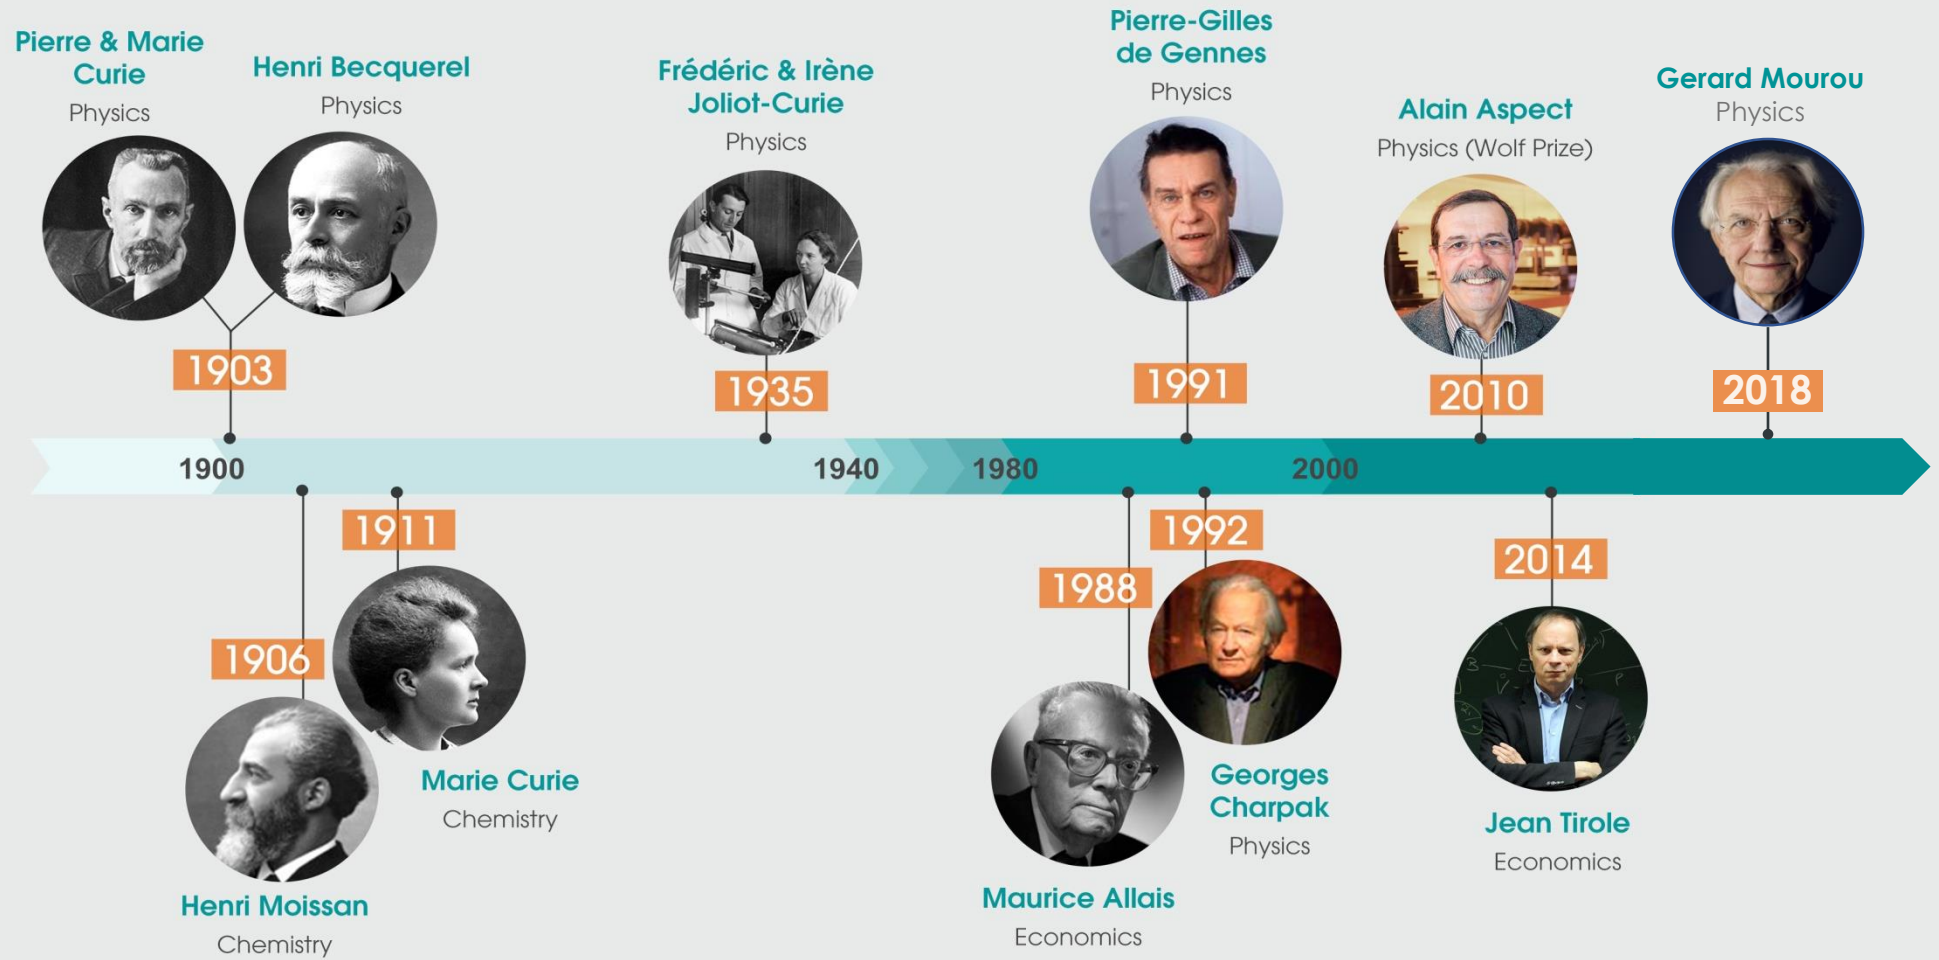 Pierre & Marie
Curie
Physics
Henri Becquerel
Physics
1903
Frédéric & Irène
Joliot-Curie
Physics
1935
Pierre-Gilles
de Gennes
Physics
1991
Alain Aspect
Physics (Wolf Prize)
2010
Gerard Mourou
Physics
2018
1900
1940
1980
2000
1906
Henri Moissan
Chemistry
1911
Marie Curie
Chemistry
1988
Maurice Allais
Economics
1992
Georges
Charpak
Physics
2014
Jean Tirole
Economics